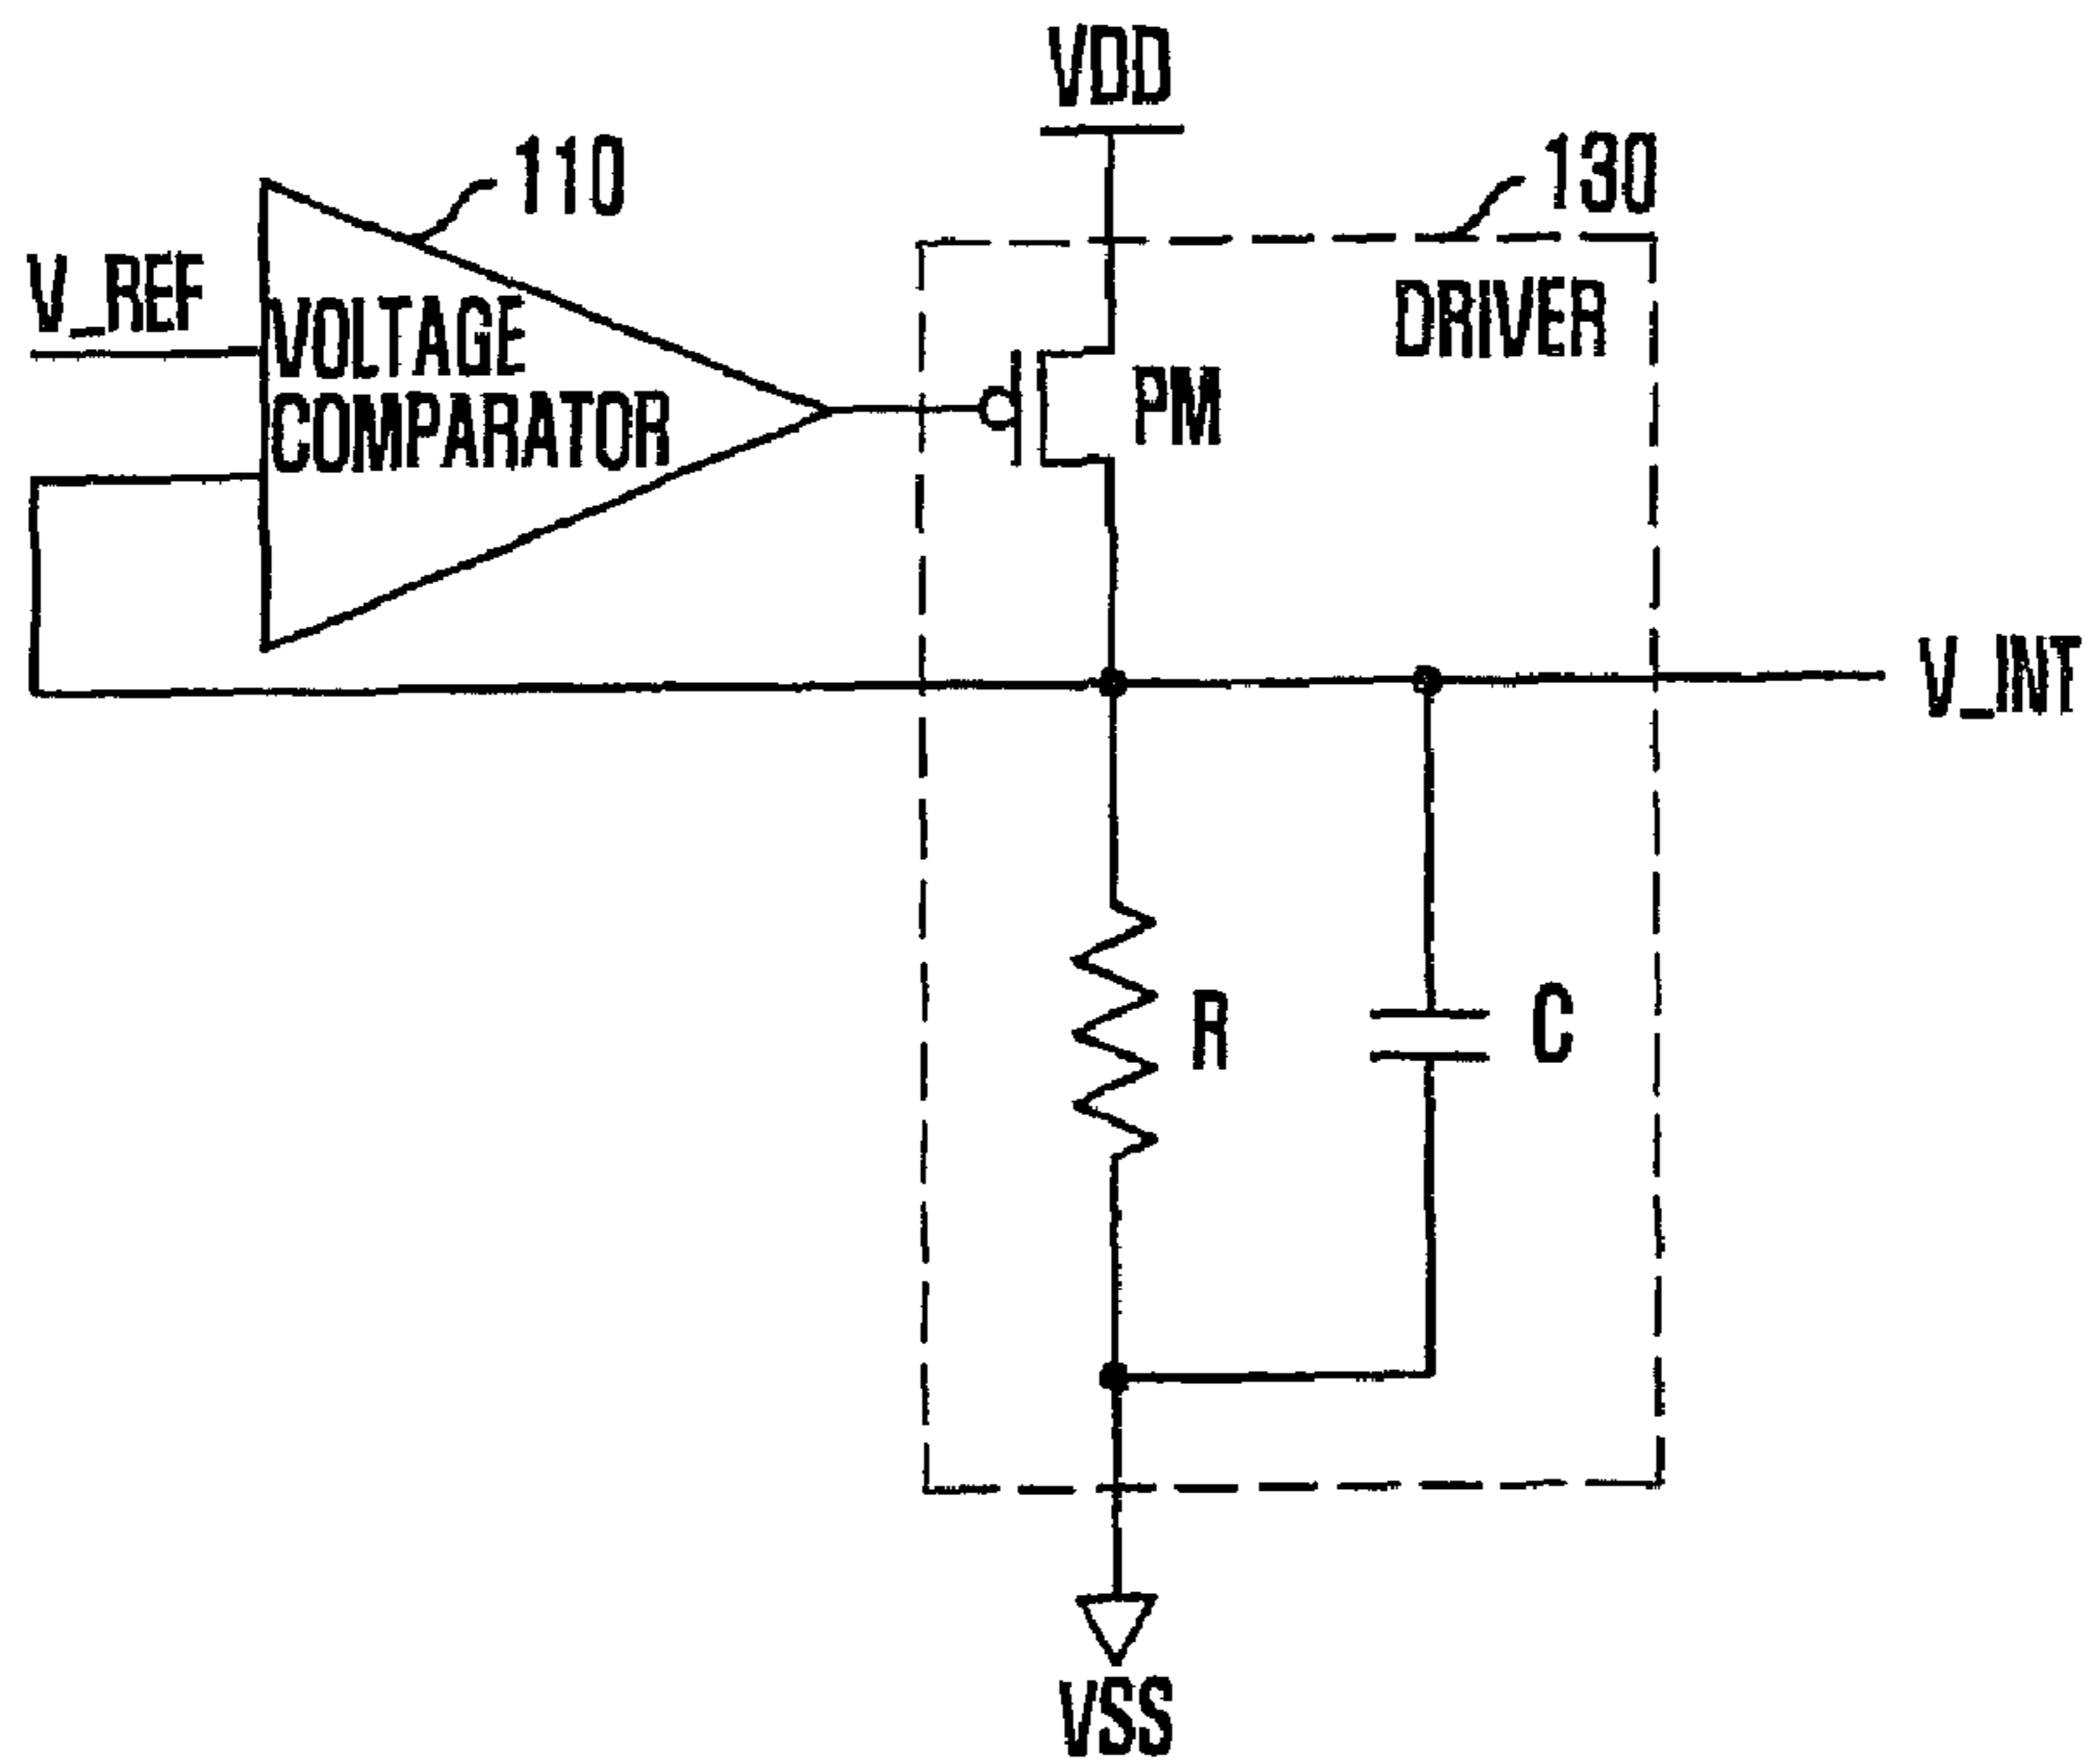 VDD
110
130
V_REF
VOLTAGE
COMPARATOR
DRIVER
PM
V_INT
R
C
VSS